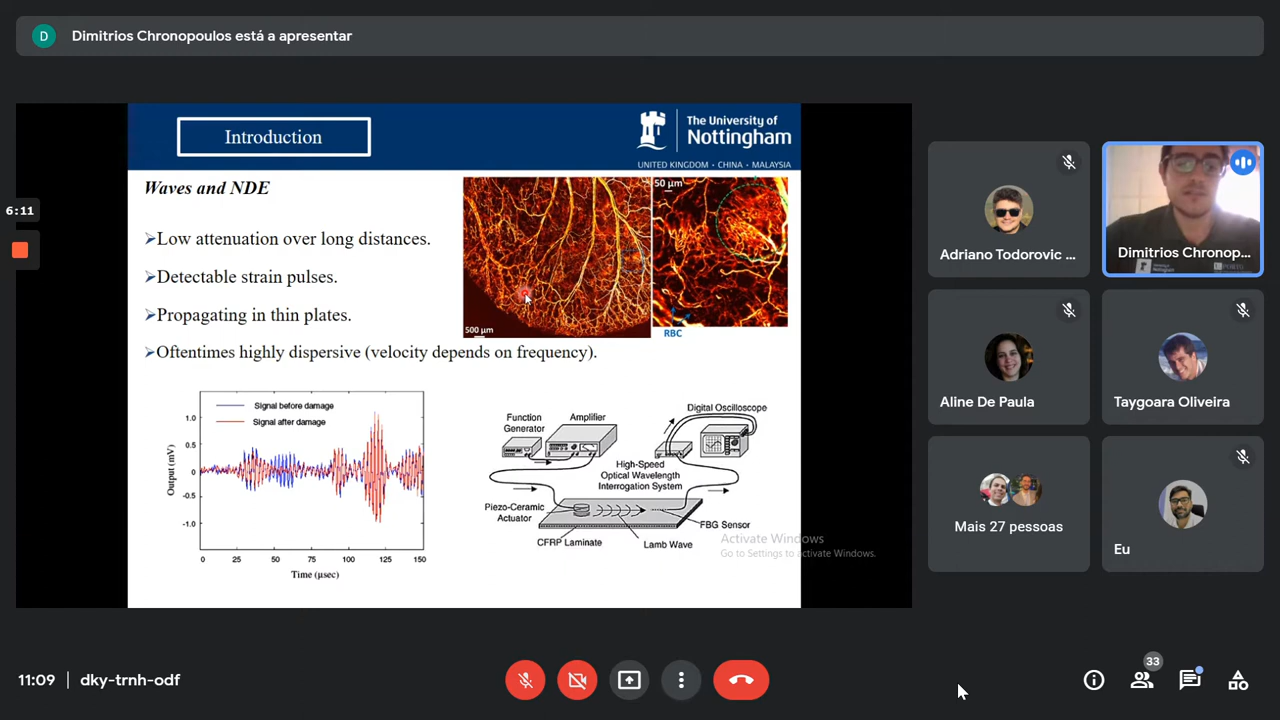 D
Dimitrios Chronopoulos está a apresentar
Introduction
The University of
Nottingham
UNITED KINGDOM · CHINA · MALAYSIA
6:11
Waves and NDE
➢Low attenuation over long distances.
➢Detectable strain pulses.
➢Propagating in thin plates.
➢Oftentimes highly dispersive (velocity depends on frequency).
500 µm
50 µm
RBC
Signal before damage
Signal after damage
Output (mV)
1.0
0.5
0
-0.5
-1.0
0 25 50 75 100 125 150
Time (µsec)
Function
Generator
Amplifier
Digital Oscilloscope
High-Speed
Optical Wavelength
Interrogation System
Piezo-Ceramic
Actuator
FBG Sensor
CFRP Laminate
Lamb Wave
Activate Windows
Go to Settings to activate Windows.
Adriano Todorovic ...
Dimitrios Chronop...
Aline De Paula
Taygoara Oliveira
Mais 27 pessoas
Eu
11:09 | dky-trnh-odf
33